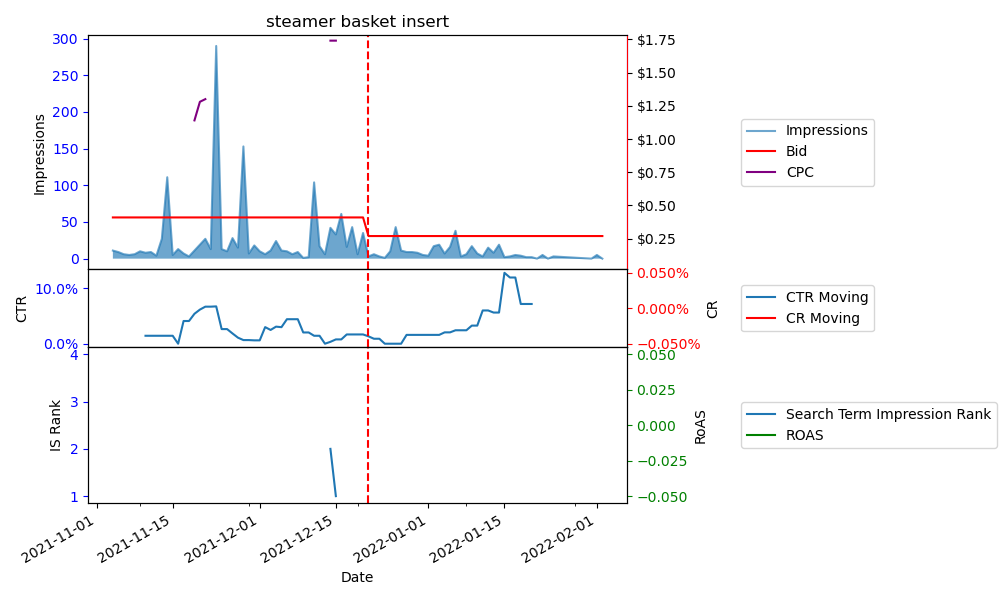 steamer basket insert
300
250
200
150
100
50
0
Impressions
$1.75
$1.50
$1.25
$1.00
$0.75
$0.50
$0.25
Impressions
Bid
CPC
10.0%
0.0%
CTR
0.050%
0.000%
−0.050%
CR
CTR Moving
CR Moving
4
3
2
1
IS Rank
0.050
0.025
0.000
−0.025
−0.050
RoAS
Search Term Impression Rank
ROAS
2021-11-01
2021-11-15
2021-12-01
2021-12-15
2022-01-01
2022-01-15
2022-02-01
Date